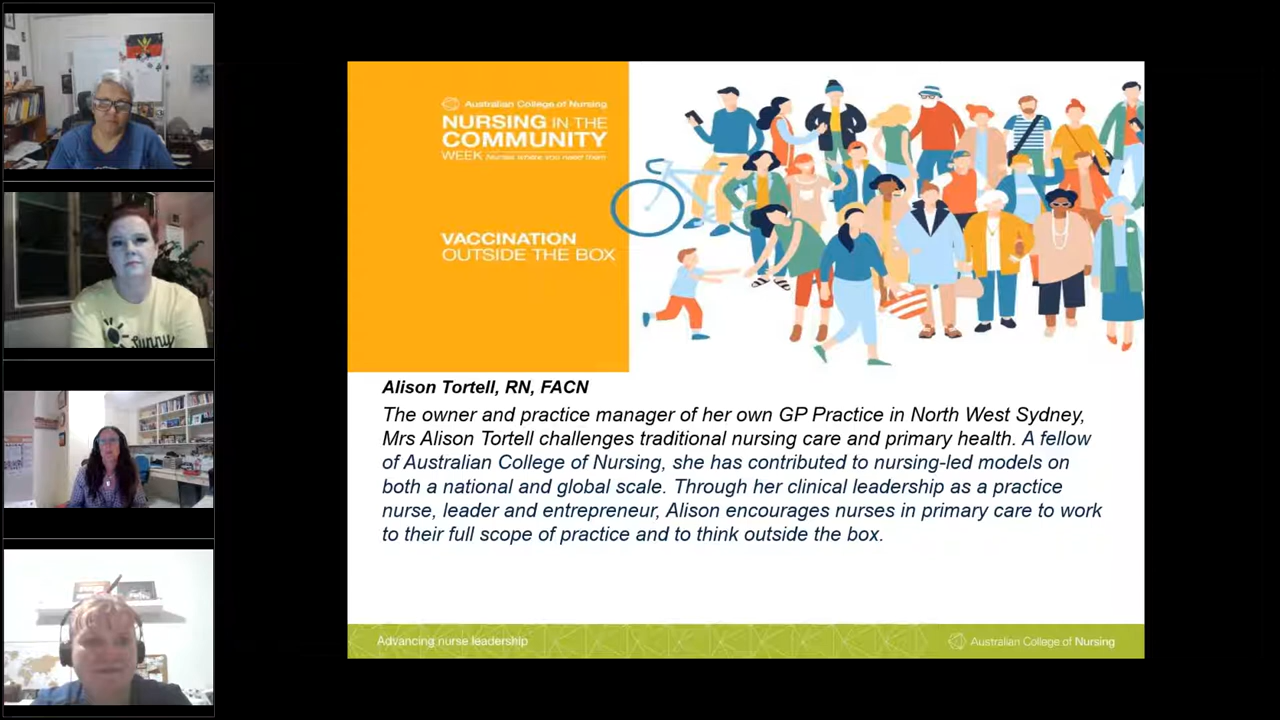 Australian College of Nursing
NURSING IN THE
COMMUNITY
WEEK Nurses where you need them
VACCINATION
OUTSIDE THE BOX
Alison Tortell, RN, FACN
The owner and practice manager of her own GP Practice in North West Sydney,
Mrs Alison Tortell challenges traditional nursing care and primary health. A fellow
of Australian College of Nursing, she has contributed to nursing-led models on
both a national and global scale. Through her clinical leadership as a practice
nurse, leader and entrepreneur, Alison encourages nurses in primary care to work
to their full scope of practice and to think outside the box.
Advancing nurse leadership
Australian College of Nursing
Sunny